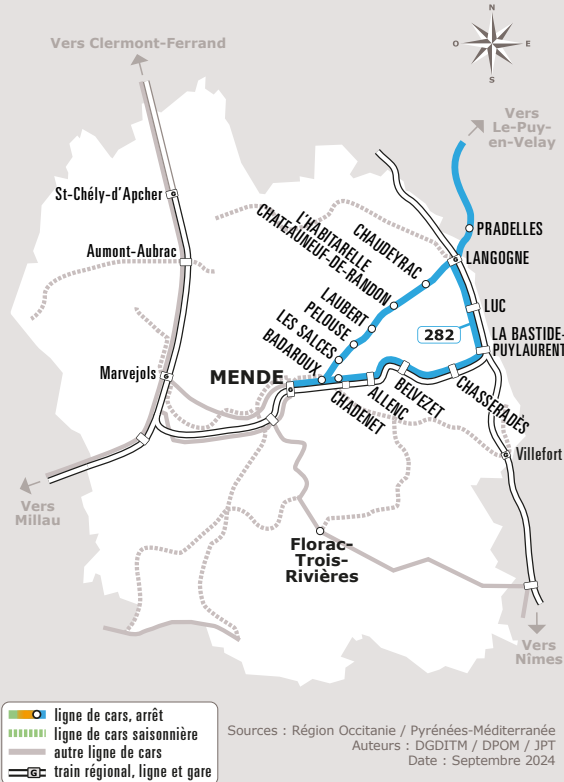 N
O
E
S
Vers Clermont-Ferrand
Vers
Le-Puy-
en-Velay
St-Chély-d'Apcher
PRADELLES
Aumont-Aubrac
L'HABITARELLE
CHATEAUNEUF-DE-RANDON
CHAUDEYRAC
LANGOGNE
LAUBERT
PELOUSE
LES SALCES
BADAROUX
LUC
282
LA BASTIDE-
PUYLAURENT
Marvejols
MENDE
CHADENET
ALLENC
BELVEZET
CHASSERADÈS
Villefort
Vers
Millau
Florac-
Trois-
Rivières
Vers
Nîmes
ligne de cars, arrêt
ligne de cars saisonnière
autre ligne de cars
G train régional, ligne et gare
Sources : Région Occitanie / Pyrénées-Méditerranée
Auteurs : DGDITM / DPOM / JPT
Date : Septembre 2024